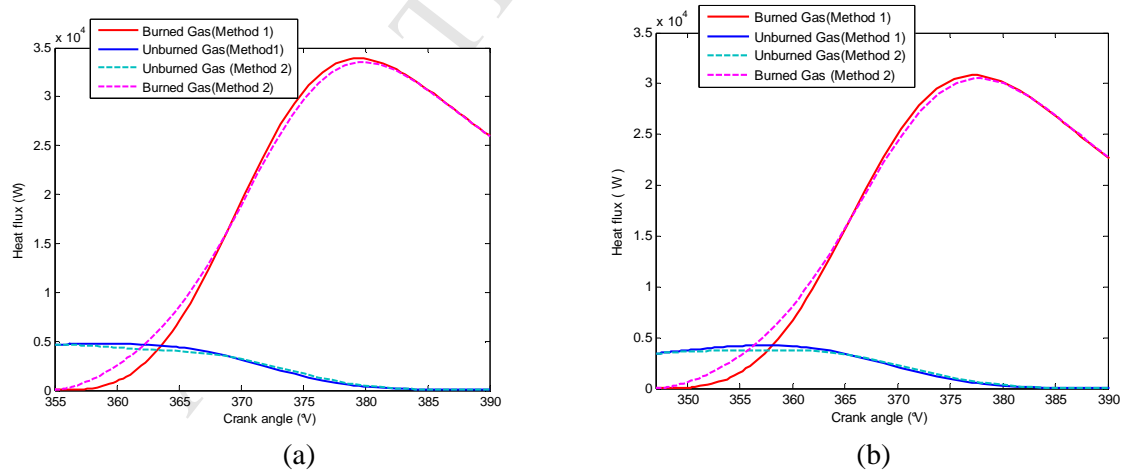 x 10^4
Burned Gas(Method 1)
Unburned Gas(Method1)
Unburned Gas (Method 2)
Burned Gas(Method 2)
3.5
3
2.5
2
1.5
1
0.5
0
Heat flux (W)
355 360 365 370 375 380 385 390
Crank angle (ºV)
(a)
x 10^4
Burned Gas(Method 1)
Unburned Gas(Method 1)
Unburned Gas(Method 2)
Burned Gas (Method 2)
3.5
3
2.5
2
1.5
1
0.5
0
Heat flux ( W )
350 355 360 365 370 375 380 385 390
Crank angle (ºV)
(b)